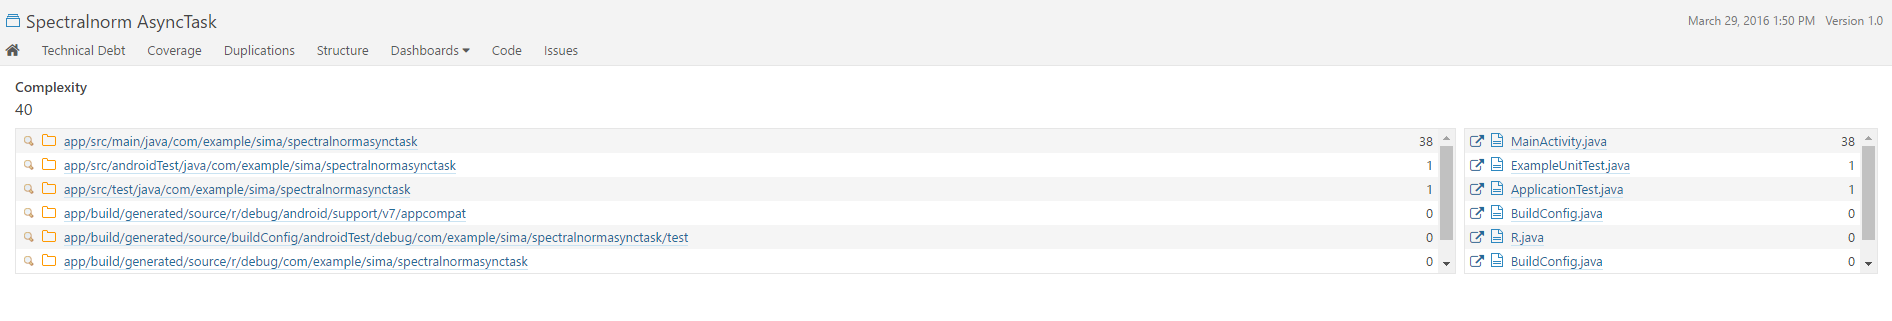 Spectralnorm AsyncTask
March 29, 2016 1:50 PM Version 1.0
Technical Debt Coverage Duplications Structure Dashboards Code Issues
Complexity
40
app/src/main/java/com/example/sima/spectralnormasynctask 38
app/src/androidTest/java/com/example/sima/spectralnormasynctask 1
app/src/test/java/com/example/sima/spectralnormasynctask 1
app/build/generated/source/r/debug/android/support/v7/appcompat 0
app/build/generated/source/buildConfig/androidTest/debug/com/example/sima/spectralnormasynctask/test 0
app/build/generated/source/r/debug/com/example/sima/spectralnormasynctask 0
MainActivity.java 38
ExampleUnitTest.java 1
ApplicationTest.java 1
BuildConfig.java 0
R.java 0
BuildConfig.java 0